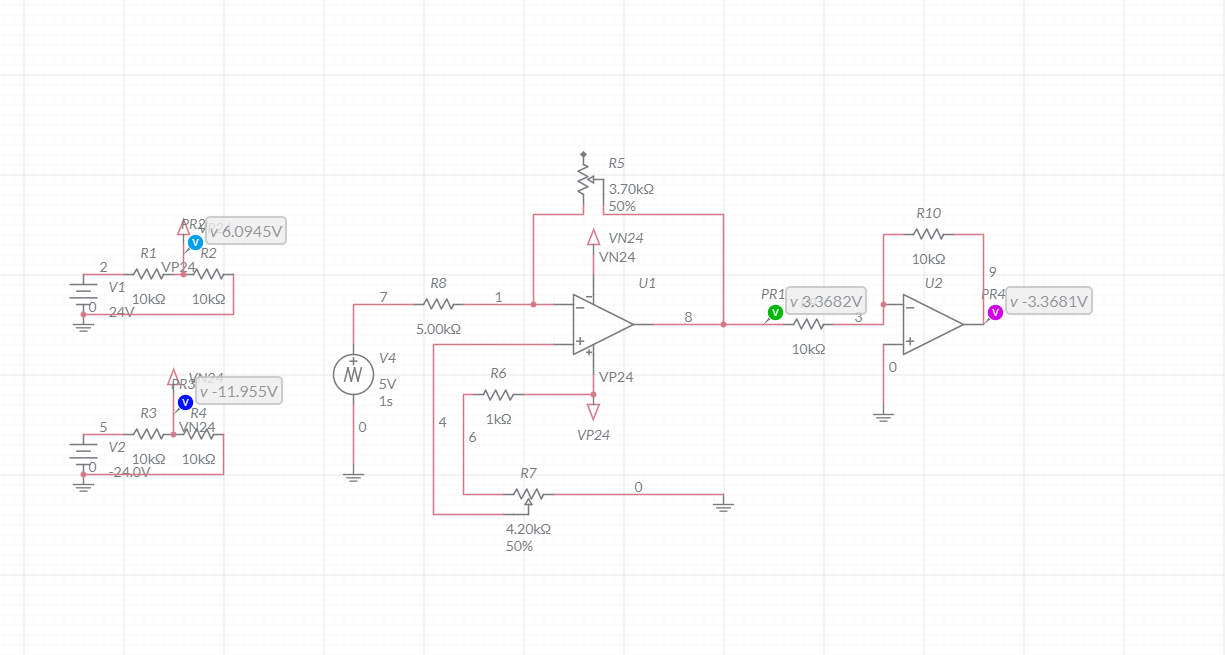 R5
3.70kΩ
50%
R10
10kΩ
PR2
v 6.0945V
R1
VP24
R2
2
V1
10kΩ
10kΩ
0
24V
VN24
VN24
U1
R8
7
1
5.00kΩ
9
U2
PR1
v 3.3682V
PR4
v -3.3681V
8
3
10kΩ
V4
5V
1s
0
0
VN24
PR3
v -11.955V
R3
R4
VN24
5
V2
10kΩ
10kΩ
0
-24.0V
VP24
R6
1kΩ
VP24
4
6
0
R7
4.20kΩ
50%
V
V
V
V